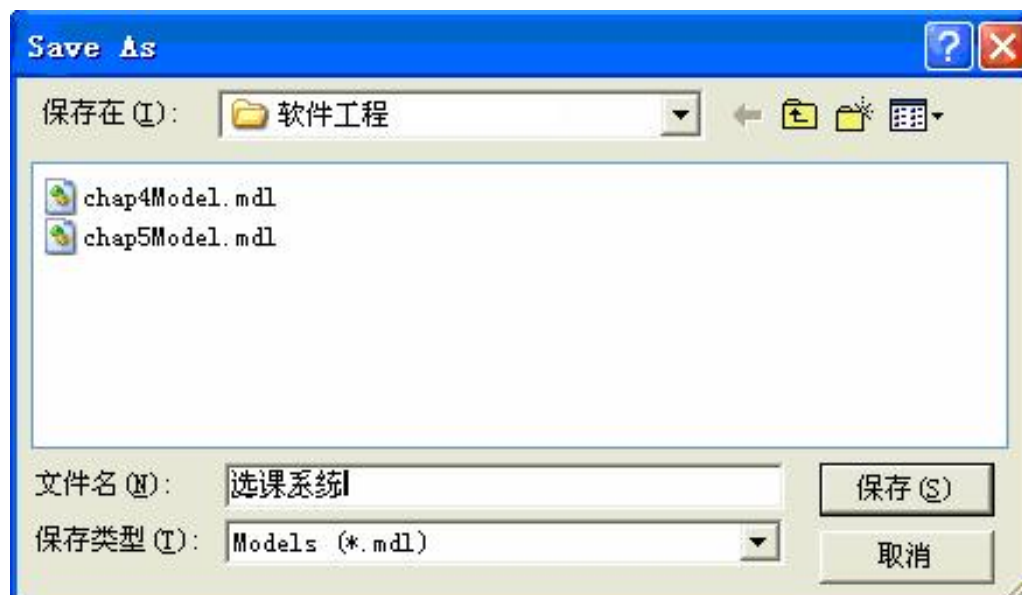 Save As
保存在(I): 软件工程
chap4Model.mdl
chap5Model.mdl
文件名(N): 选课系统 保存(S)
保存类型(T): Models (*.mdl) 取消